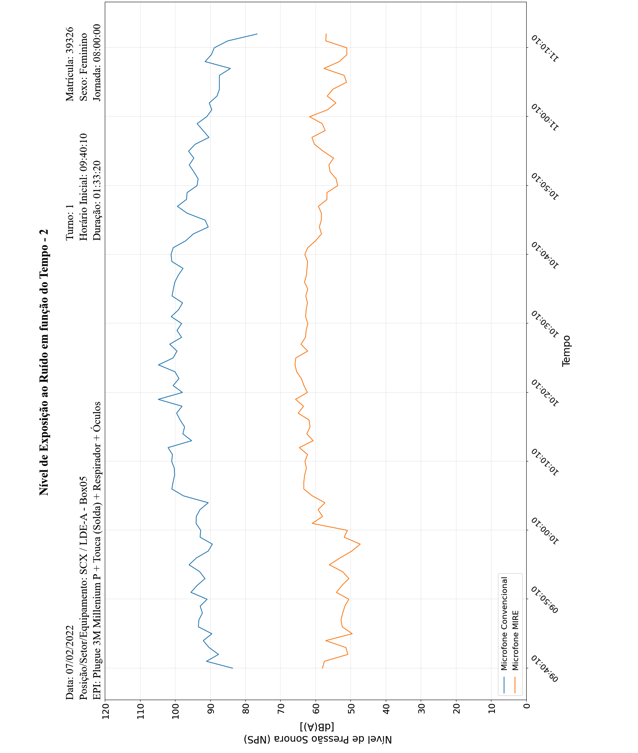 Nível de Exposição ao Ruído em função do Tempo - 2
Data: 07/02/2022 Turno: 1 Matrícula: 39326
Posição/Setor/Equipamento: SCX / LDE-A - Box05 Horário Inicial: 09:40:10 Sexo: Feminino
EPI: Plugue 3M Millenium P + Touca (Solda) + Respirador + Óculos Duração: 01:33:20 Jornada: 08:00:00
120
110
100
90
80
70
60
50
40
30
20
10
0
Nível de Pressão Sonora (NPS)
[dB(A)]
Microfone Convencional
Microfone MIRE
09:40:10
09:50:10
10:00:10
10:10:10
10:20:10
10:30:10
10:40:10
10:50:10
11:00:10
11:10:10
Tempo